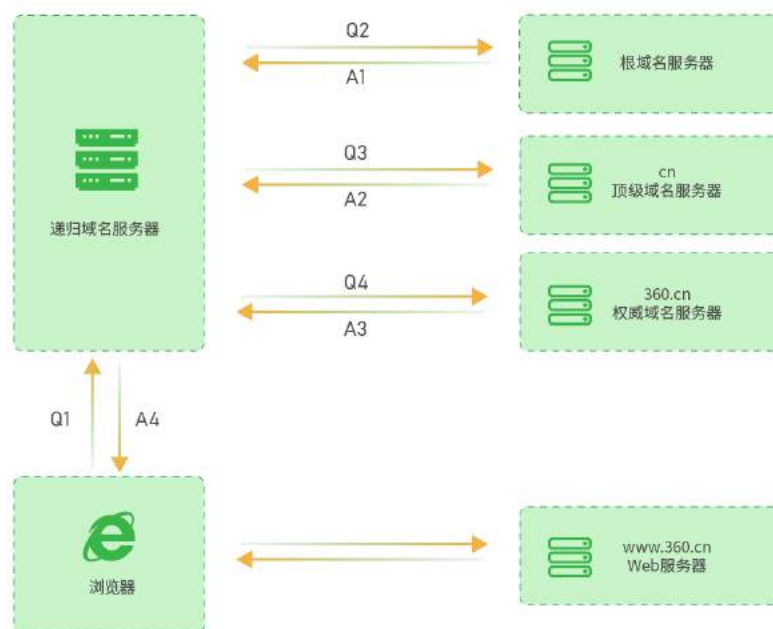 Q2
A1
根域名服务器
Q3
A2
cn
顶级域名服务器
递归域名服务器
Q4
A3
360.cn
权威域名服务器
Q1
A4
浏览器
www.360.cn
Web服务器